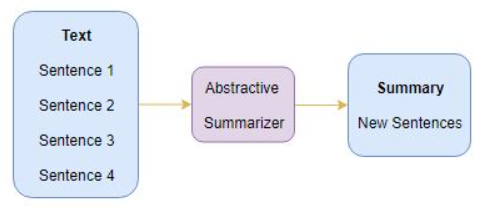 Text
Sentence 1
Sentence 2
Sentence 3
Sentence 4
Abstractive
Summarizer
Summary
New Sentences